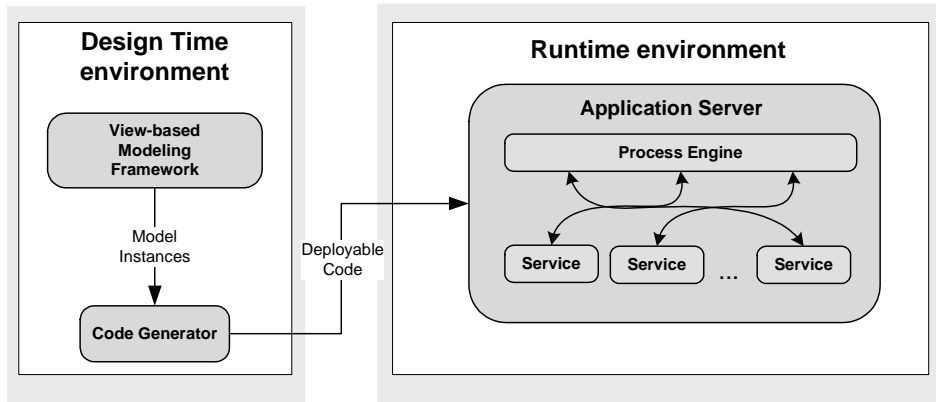 Design Time
environment
View-based
Modeling
Framework
Model
Instances
Code Generator
Deployable
Code
Runtime environment
Application Server
Process Engine
Service
Service
...
Service